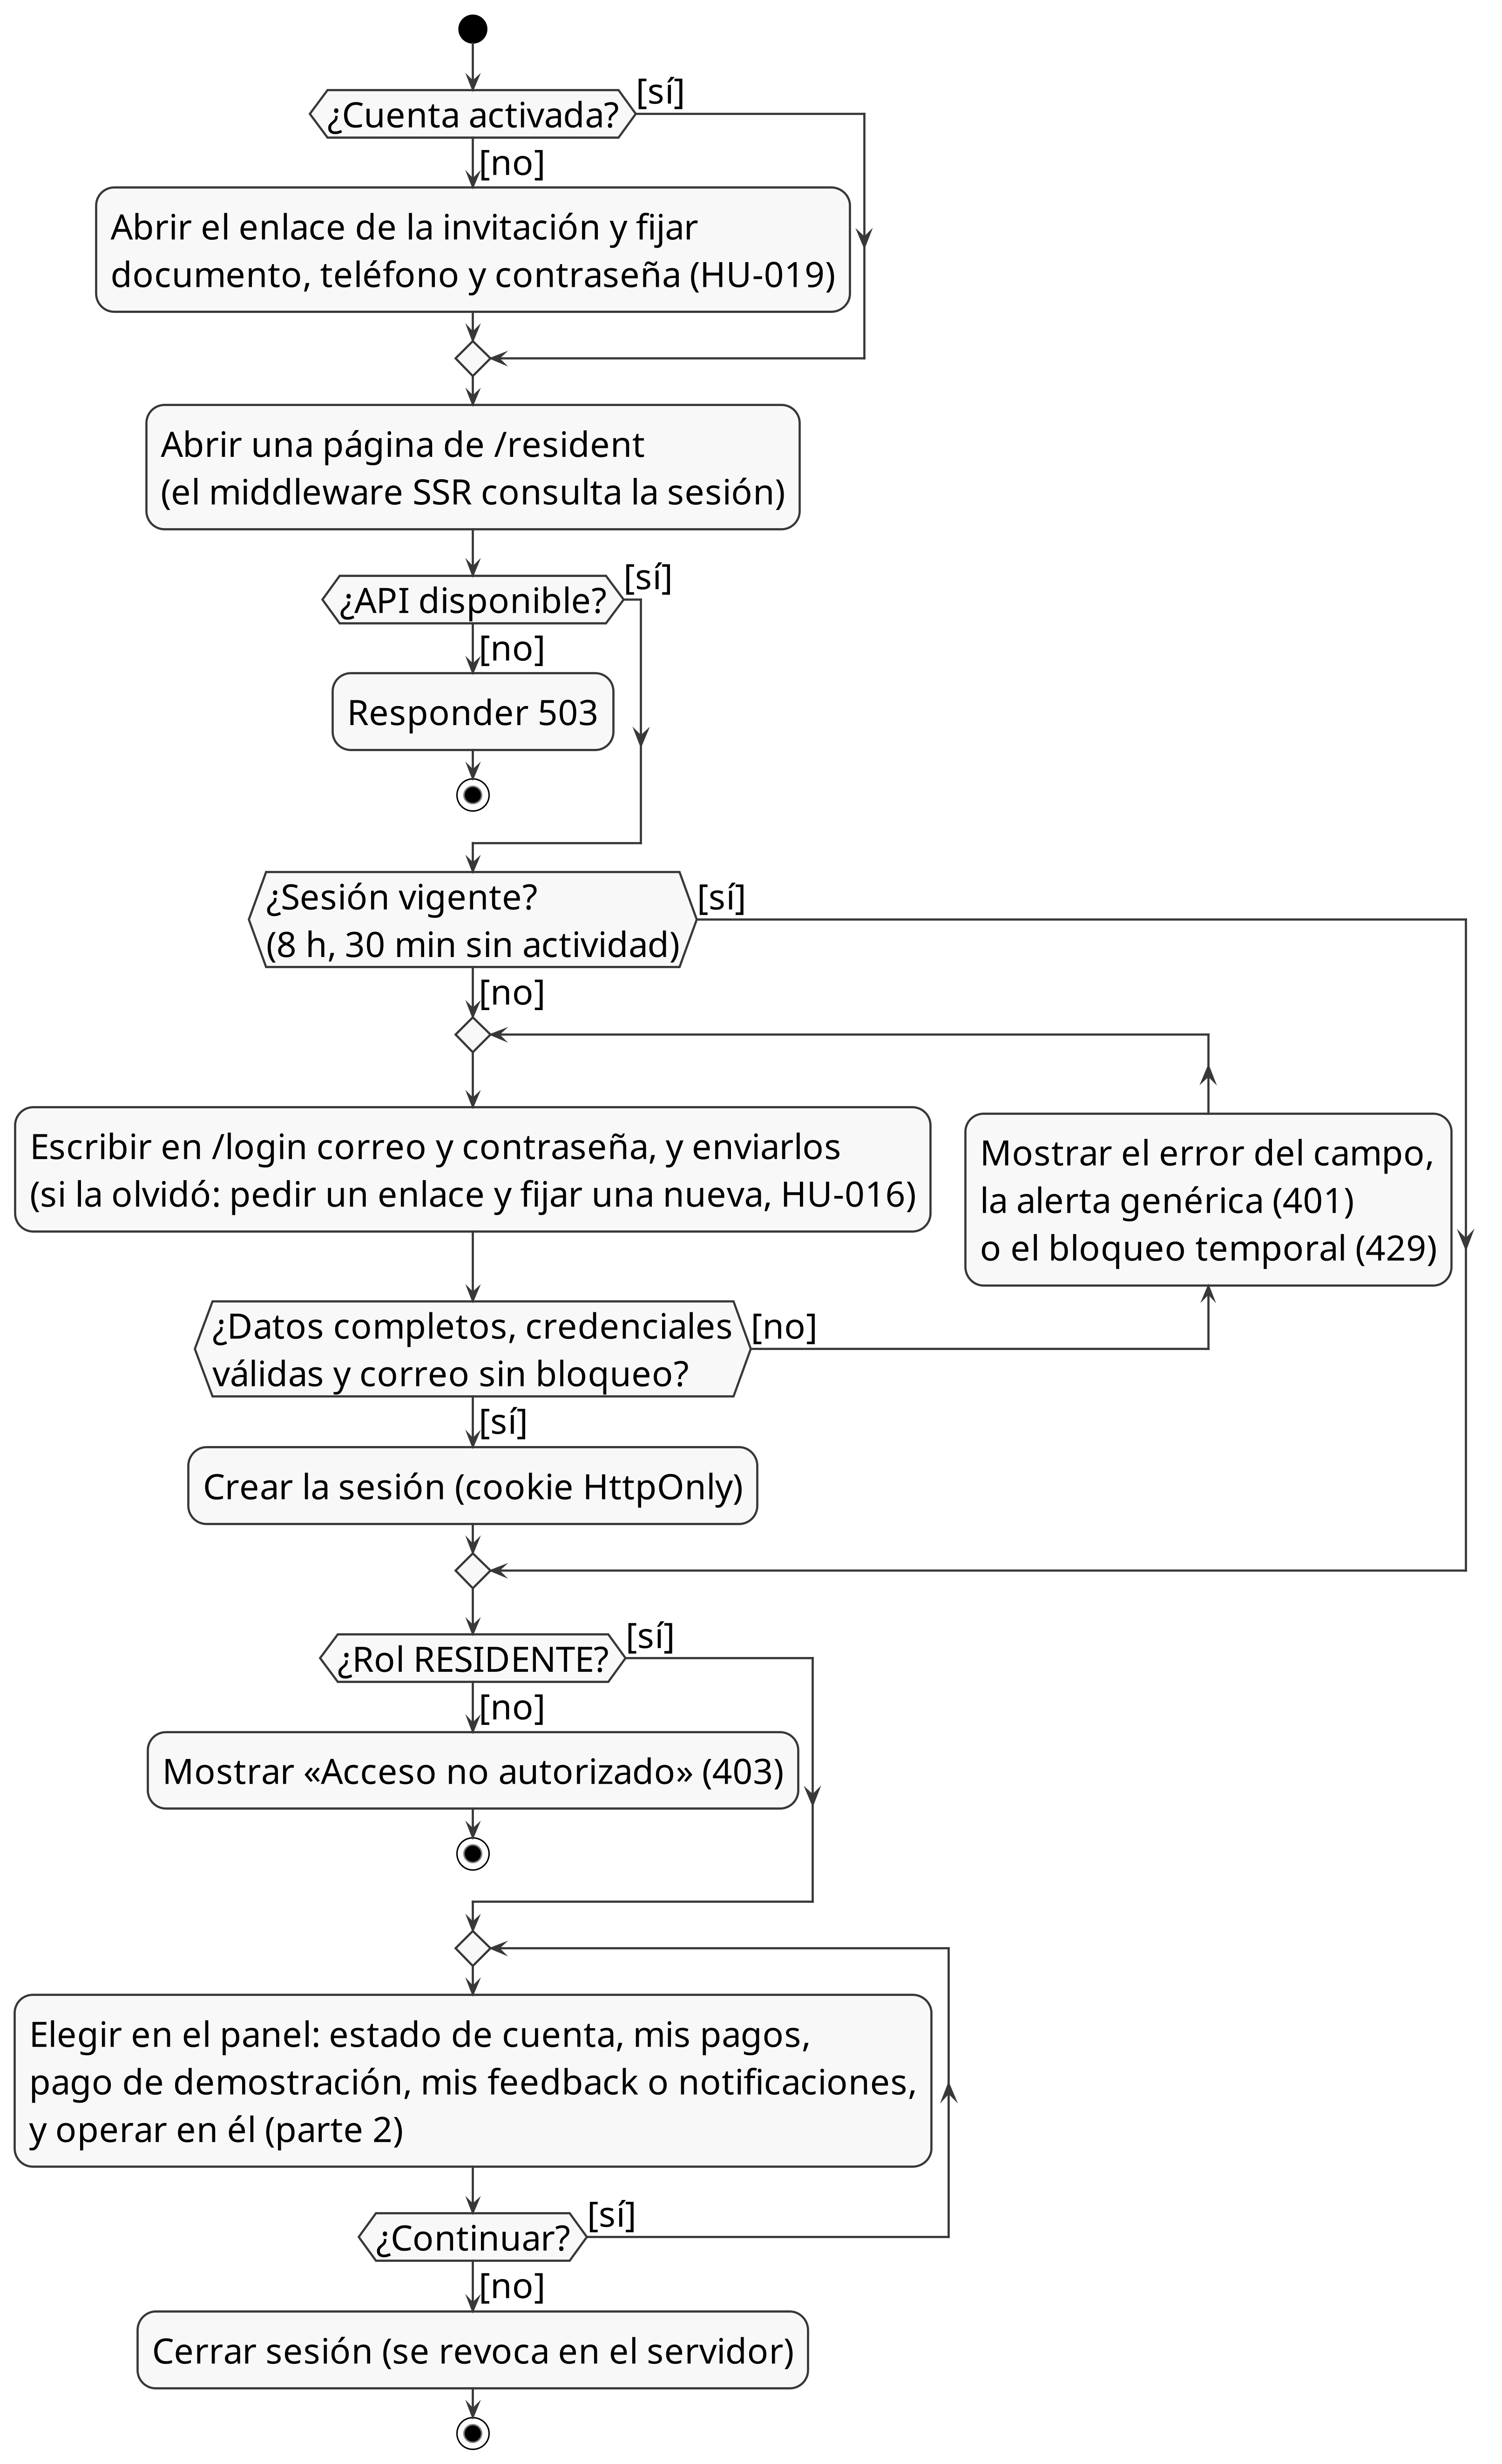 ¿Cuenta activada?
[sí]
[no]
Abrir el enlace de la invitación y fijar
documento, teléfono y contraseña (HU-019)
Abrir una página de /resident
(el middleware SSR consulta la sesión)
¿API disponible?
[sí]
[no]
Responder 503
¿Sesión vigente?
(8 h, 30 min sin actividad)
[sí]
[no]
Escribir en /login correo y contraseña, y enviarlos
(si la olvidó: pedir un enlace y fijar una nueva, HU-016)
Mostrar el error del campo,
la alerta genérica (401)
o el bloqueo temporal (429)
¿Datos completos, credenciales
válidas y correo sin bloqueo?
[no]
[sí]
Crear la sesión (cookie HttpOnly)
¿Rol RESIDENTE?
[sí]
[no]
Mostrar «Acceso no autorizado» (403)
Elegir en el panel: estado de cuenta, mis pagos,
pago de demostración, mis feedback o notificaciones,
y operar en él (parte 2)
¿Continuar?
[sí]
[no]
Cerrar sesión (se revoca en el servidor)